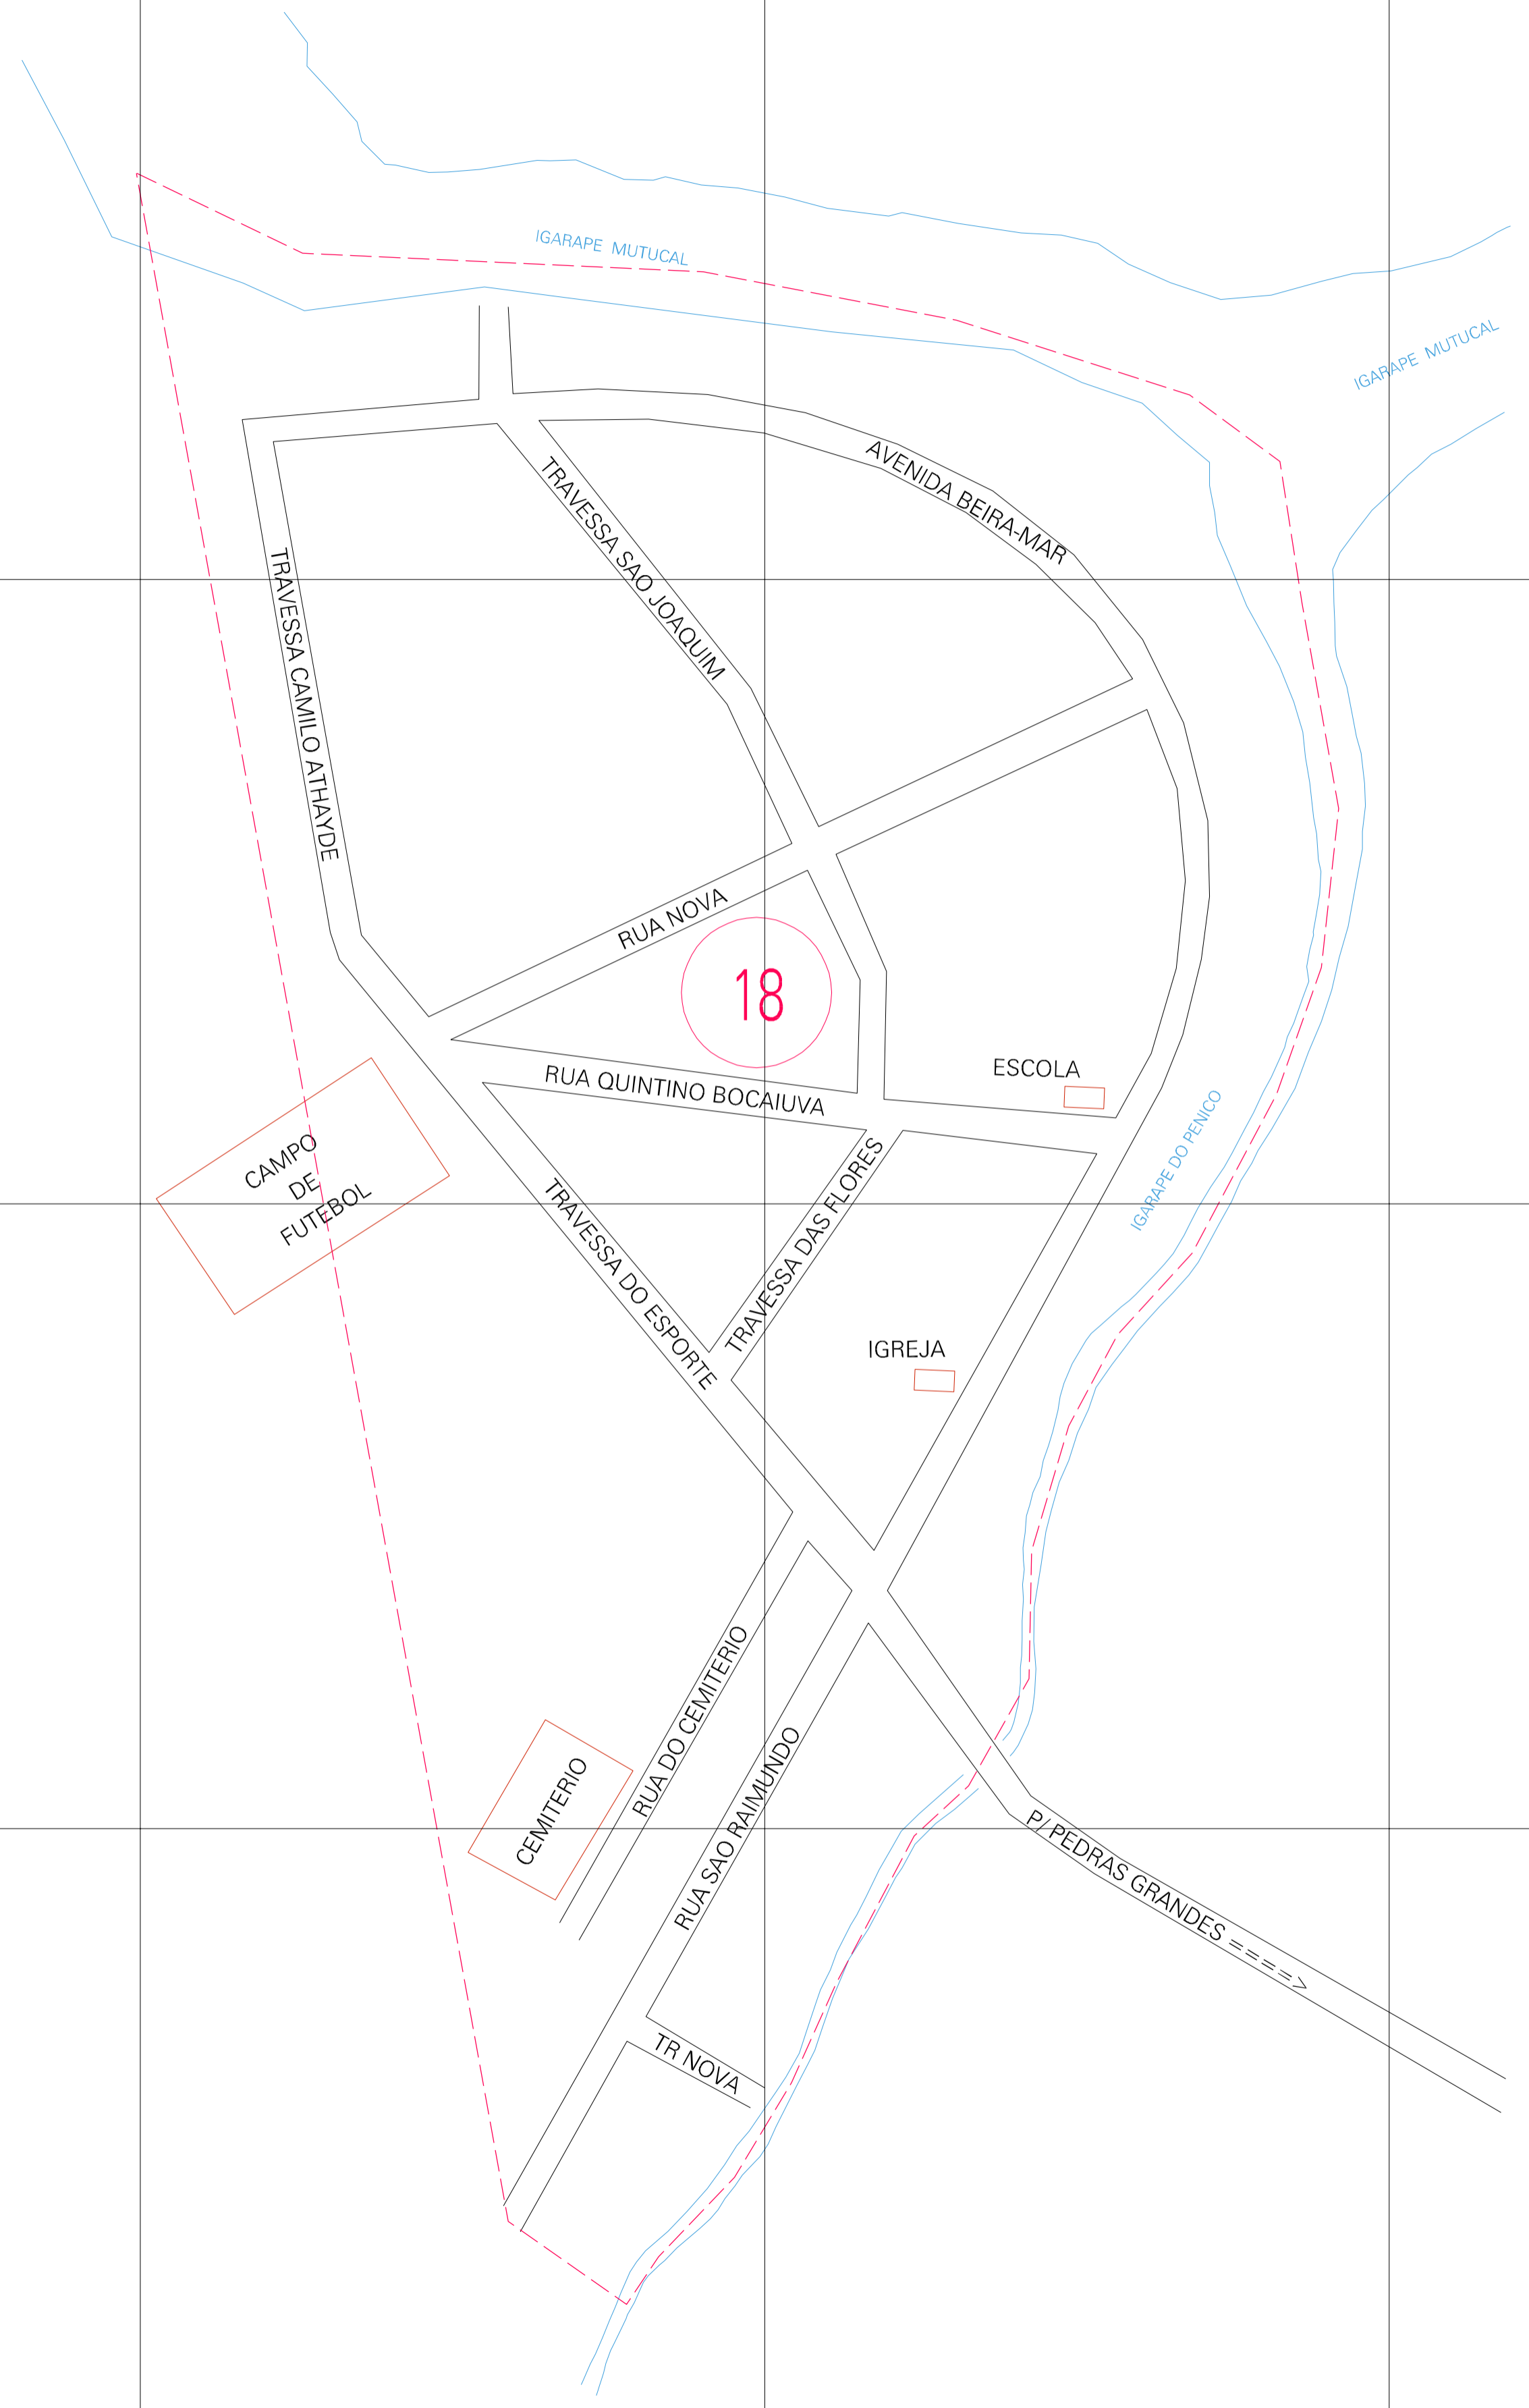 IGARAPE MUTUCAL
IGARAPE MUTUCAL
AVENIDA BEIRA-MAR
TRAVESSA SAO JOAQUIM
TRAVESSA CAMILO ATHAYDE
RUA NOVA
18
ESCOLA
RUA QUINTINO BOCAIUVA
IGARAPE DO PENICO
CAMPO
DE
FUTEBOL
TRAVESSA DAS FLORES
TRAVESSA DO ESPORTE
IGREJA
RUA DO CEMITERIO
RUA SAO RAIMUNDO
CEMITERIO
P/ PEDRAS GRANDES ====>
TR NOVA